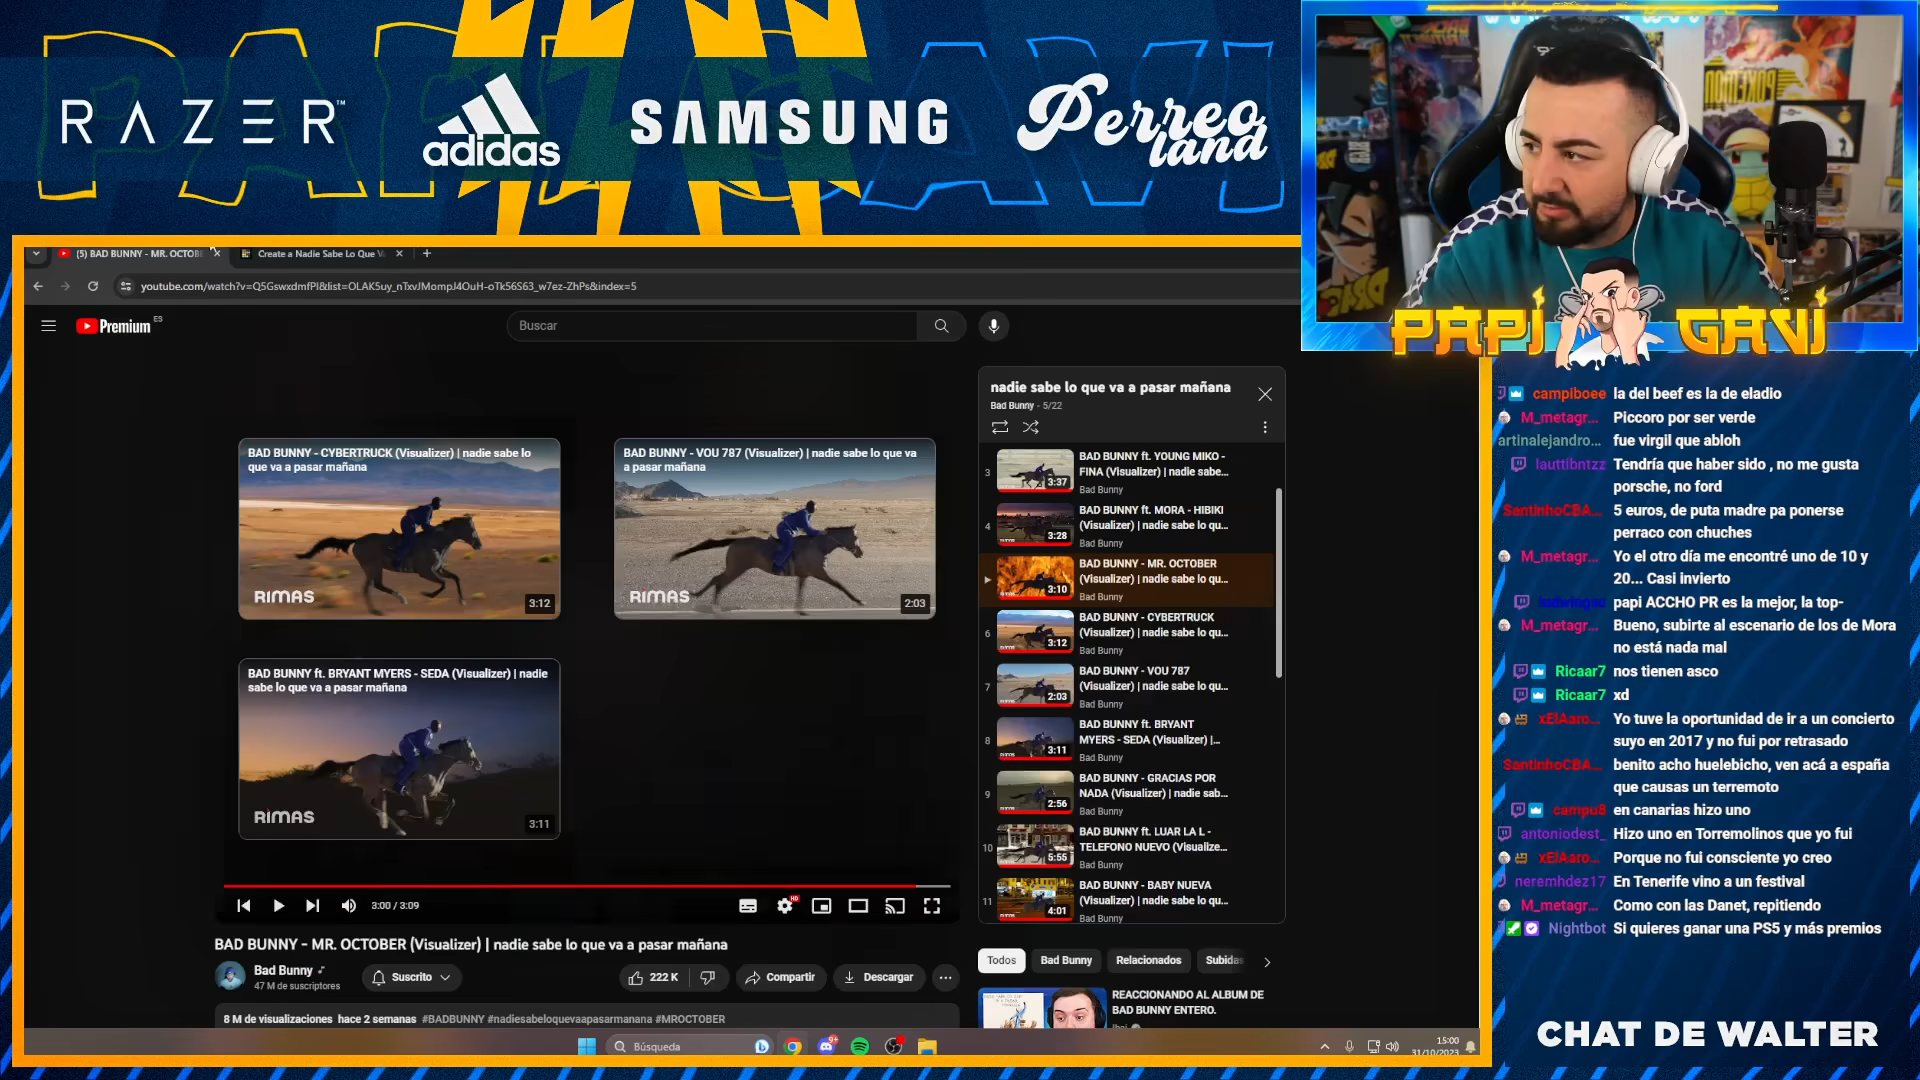 RAZER™
adidas
SAMSUNG
Perreo
land
(5) BAD BUNNY - MR. OCTOBE
Create a Nadie Sabe Lo Que V
youtube.com/watch?v=Q5GswxdmfPI&list=OLAK5uy_nTxvJMompJ4OuH-oTk56S63_w7ez-ZhPs&index=5
Premium ES
Buscar
BAD BUNNY - CYBERTRUCK (Visualizer) | nadie sabe lo
que va a pasar mañana
RIMAS
3:12
BAD BUNNY - VOU 787 (Visualizer) | nadie sabe lo que va
a pasar mañana
RIMAS
2:03
BAD BUNNY ft. BRYANT MYERS - SEDA (Visualizer) | nadie
sabe lo que va a pasar mañana
RIMAS
3:11
3:00 / 3:09
HD
BAD BUNNY - MR. OCTOBER (Visualizer) | nadie sabe lo que va a pasar mañana
Bad Bunny
47 M de suscriptores
Suscrito
222 K
Compartir
Descargar
8 M de visualizaciones hace 2 semanas #BADBUNNY #nadiesabeloquevaapasarmanana #MROCTOBER
nadie sabe lo que va a pasar mañana
Bad Bunny - 5/22
3
3:37
BAD BUNNY ft. YOUNG MIKO -
FINA (Visualizer) | nadie sabe...
Bad Bunny
4
3:28
BAD BUNNY ft. MORA - HIBIKI
(Visualizer) | nadie sabe lo qu...
Bad Bunny
3:10
BAD BUNNY - MR. OCTOBER
(Visualizer) | nadie sabe lo qu...
Bad Bunny
6
3:12
BAD BUNNY - CYBERTRUCK
(Visualizer) | nadie sabe lo qu...
Bad Bunny
7
2:03
BAD BUNNY - VOU 787
(Visualizer) | nadie sabe lo qu...
Bad Bunny
8
3:11
BAD BUNNY ft. BRYANT
MYERS - SEDA (Visualizer) |...
Bad Bunny
9
2:56
BAD BUNNY - GRACIAS POR
NADA (Visualizer) | nadie sab...
Bad Bunny
10
5:55
BAD BUNNY ft. LUAR LA L -
TELEFONO NUEVO (Visualize...
Bad Bunny
11
4:01
BAD BUNNY - BABY NUEVA
(Visualizer) | nadie sabe lo qu...
Bad Bunny
Todos
Bad Bunny
Relacionados
Subidas
REACCIONANDO AL ALBUM DE
BAD BUNNY ENTERO.
Búsqueda
15:00
31/10/2023
POKÉMON
PAPI GAVI
campiboee la del beef es la de eladio
M_metagr... Piccoro por ser verde
artinalejandro... fue virgil que abloh
lauttibntzz Tendría que haber sido , no me gusta
porsche, no ford
SantinhoCBA... 5 euros, de puta madre pa ponerse
perraco con chuches
M_metagr... Yo el otro día me encontré uno de 10 y
20... Casi invierto
papi ACCHO PR es la mejor, la top-
M_metagr... Bueno, subirte al escenario de los de Mora
no está nada mal
Ricaar7 nos tienen asco
Ricaar7 xd
xElAaro... Yo tuve la oportunidad de ir a un concierto
suyo en 2017 y no fui por retrasado
SantinhoCBA... benito acho huelebicho, ven acá a españa
que causas un terremoto
campu8 en canarias hizo uno
antoniodest_ Hizo uno en Torremolinos que yo fui
xElAaro... Porque no fui consciente yo creo
neremhdez17 En Tenerife vino a un festival
M_metagr... Como con las Danet, repitiendo
Nightbot Si quieres ganar una PS5 y más premios
CHAT DE WALTER